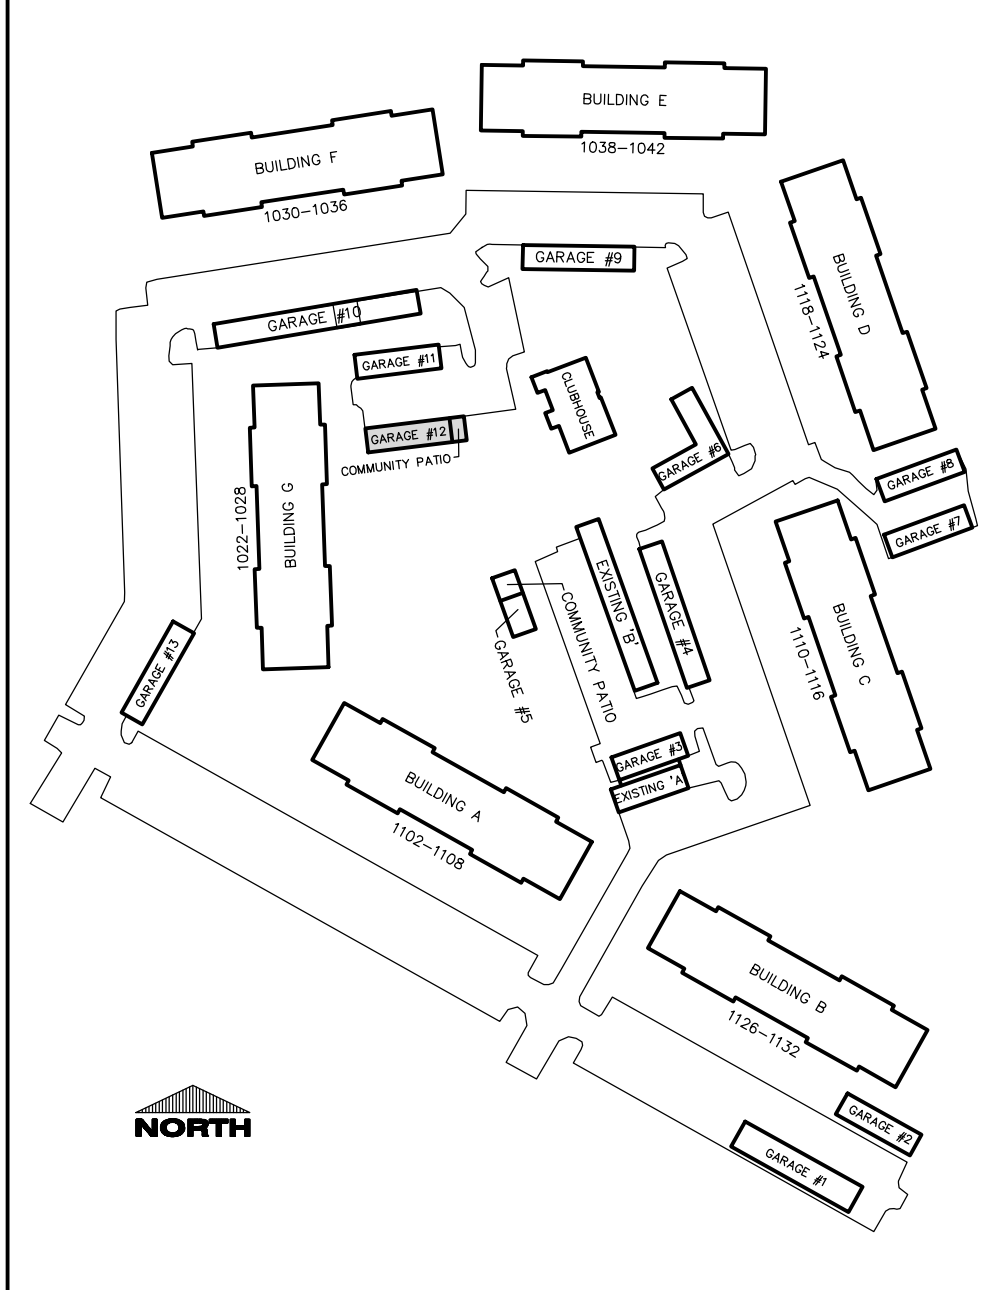 BUILDING E
1038-1042
BUILDING F
1030-1036
GARAGE #9
BUILDING D
1118-1124
GARAGE #10
GARAGE #11
CLUBHOUSE
GARAGE #12
COMMUNITY PATIO
GARAGE #6
GARAGE #8
GARAGE #7
BUILDING G
1022-1028
EXISTING 'B'
GARAGE #4
COMMUNITY PATIO
GARAGE #5
BUILDING C
1110-1116
GARAGE #13
GARAGE #3
EXISTING 'A
BUILDING A
1102-1108
BUILDING B
1126-1132
GARAGE #2
GARAGE #1
NORTH